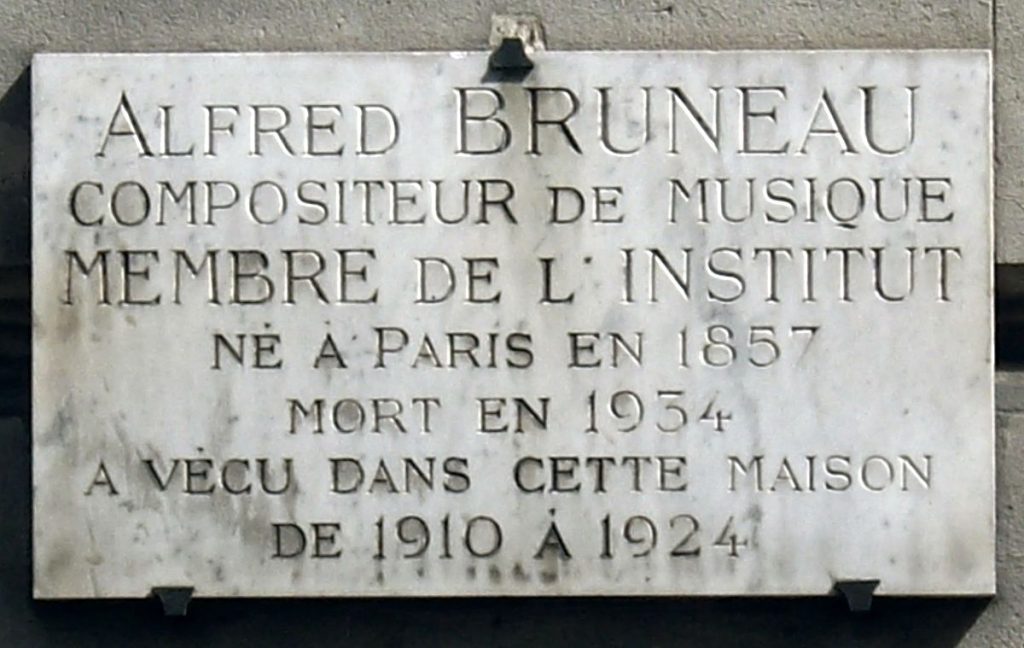 ALFRED BRUNEAU
COMPOSITEUR DE MUSIQUE
MEMBRE DE L'INSTITUT
NÉ À PARIS EN 1857
MORT EN 1934
A VÉCU DANS CETTE MAISON
DE 1910 À 1924